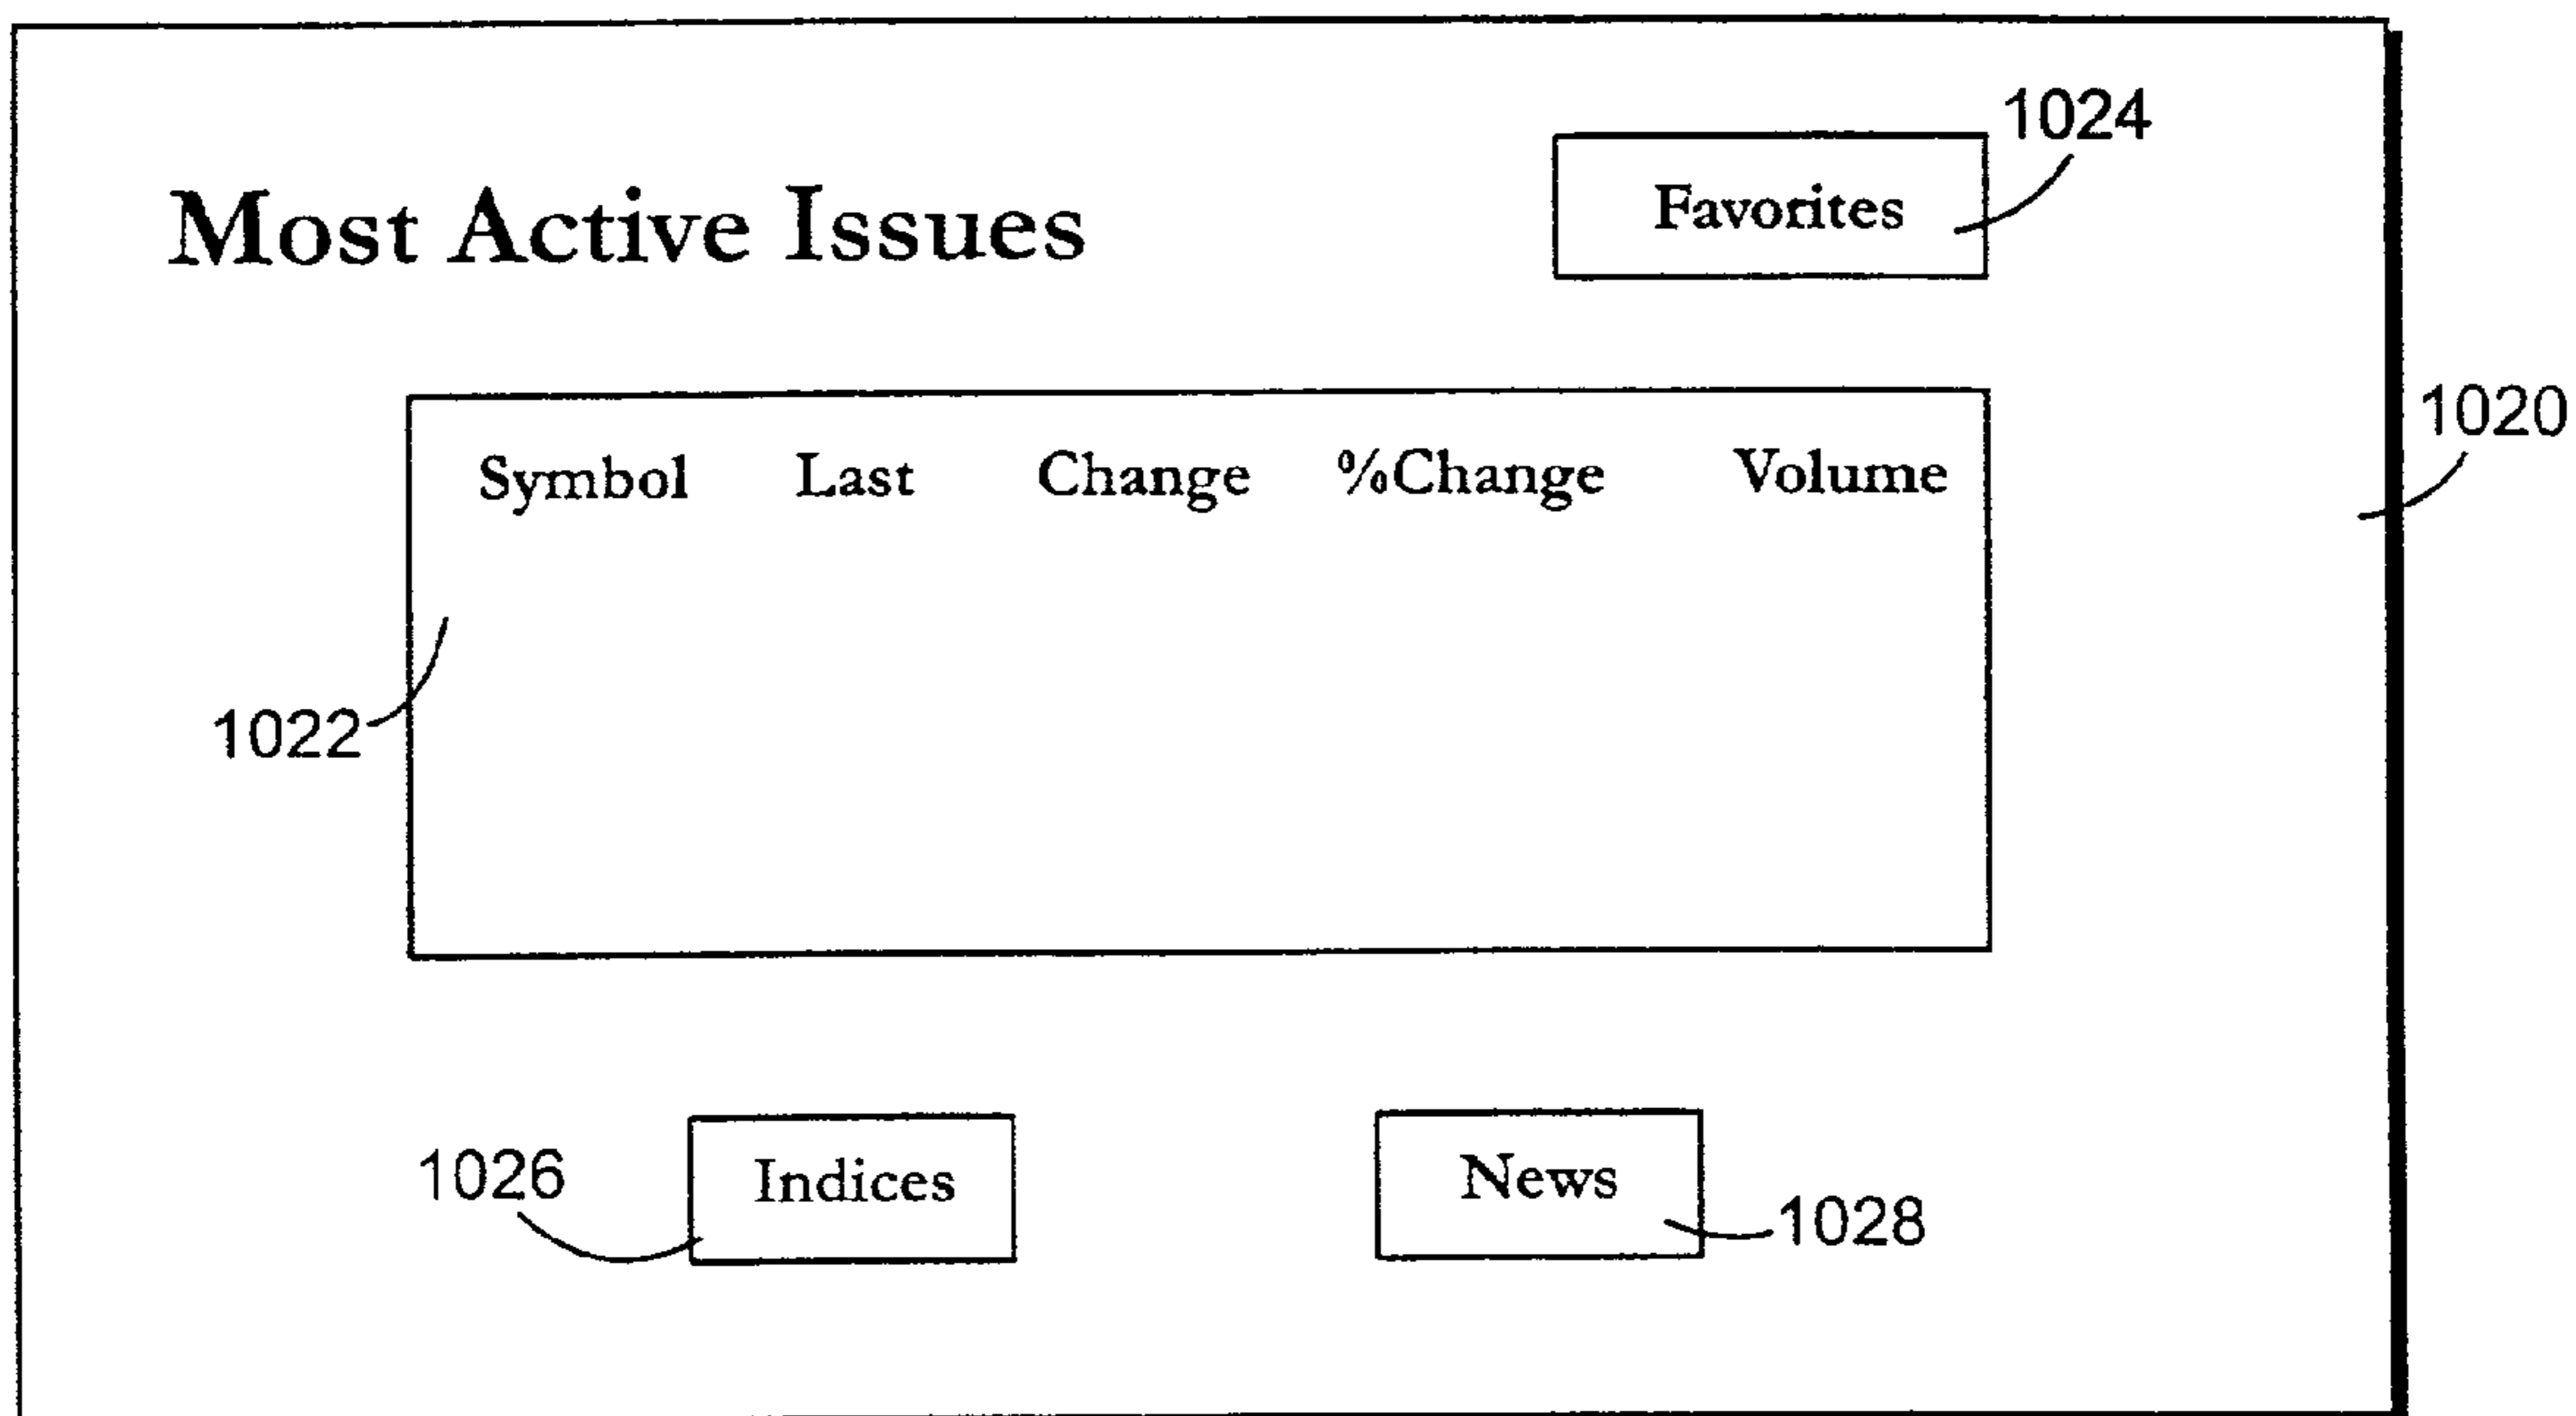 1024
Favorites
Most Active Issues
1020
Symbol Last Change %Change Volume
1022
1026 Indices
News 1028